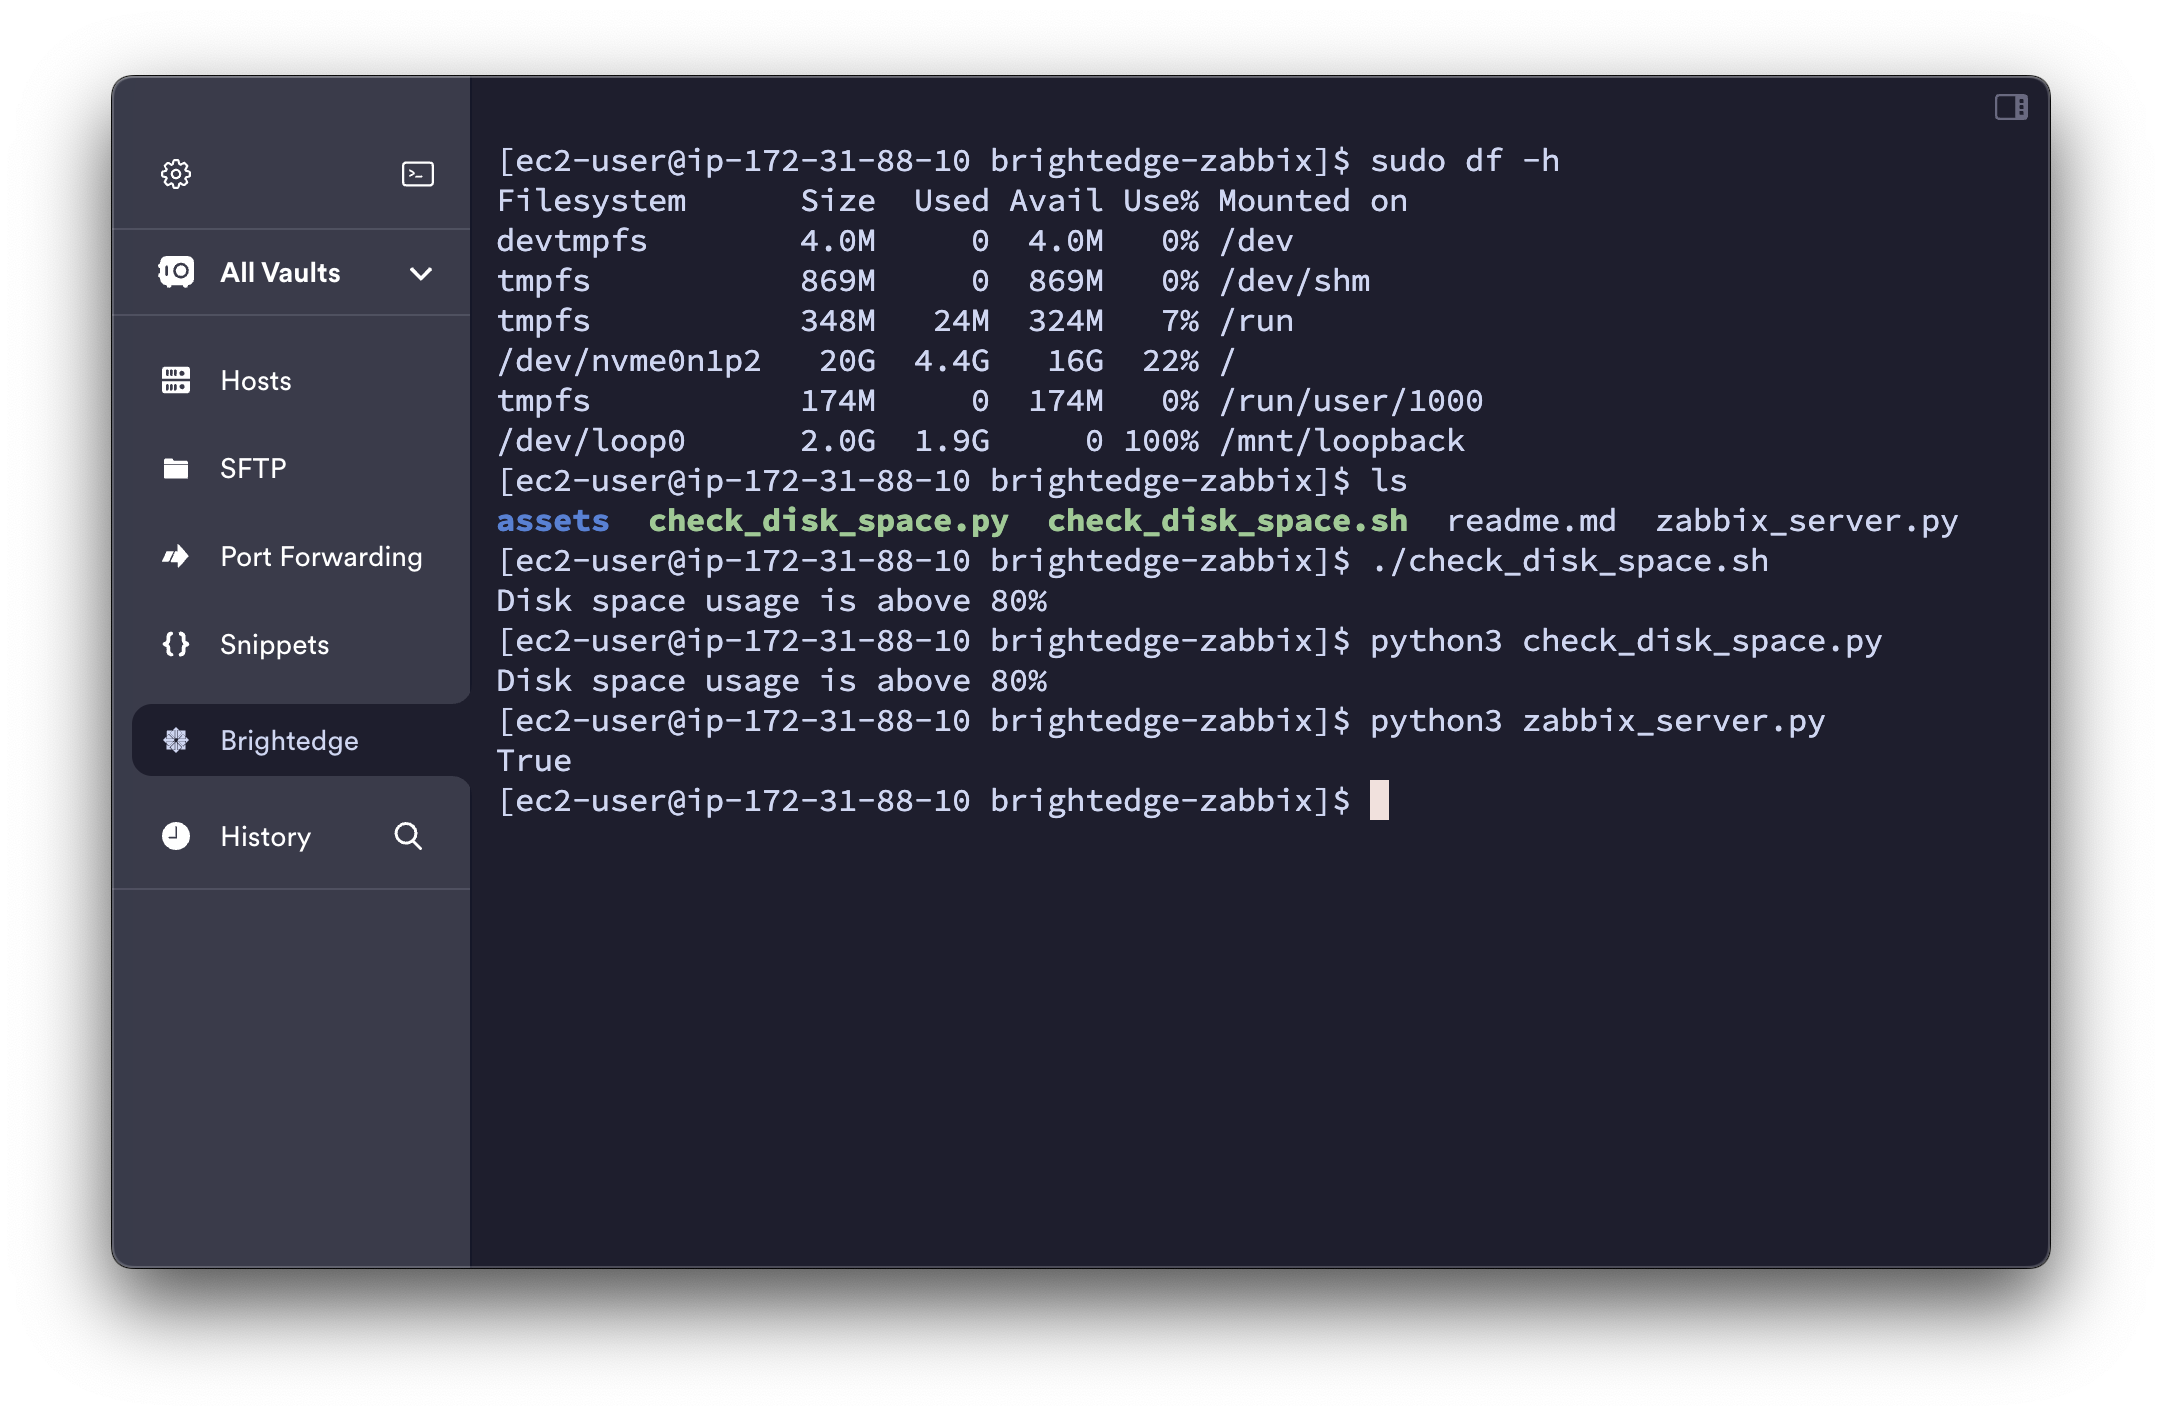 All Vaults
Hosts
SFTP
Port Forwarding
Snippets
Brightedge
History
[ec2-user@ip-172-31-88-10 brightedge-zabbix]$ sudo df -h
Filesystem      Size  Used Avail Use% Mounted on
devtmpfs        4.0M     0  4.0M   0% /dev
tmpfs           869M     0  869M   0% /dev/shm
tmpfs           348M   24M  324M   7% /run
/dev/nvme0n1p2   20G  4.4G   16G  22% /
tmpfs           174M     0  174M   0% /run/user/1000
/dev/loop0      2.0G  1.9G     0 100% /mnt/loopback
[ec2-user@ip-172-31-88-10 brightedge-zabbix]$ ls
assets  check_disk_space.py  check_disk_space.sh  readme.md  zabbix_server.py
[ec2-user@ip-172-31-88-10 brightedge-zabbix]$ ./check_disk_space.sh
Disk space usage is above 80%
[ec2-user@ip-172-31-88-10 brightedge-zabbix]$ python3 check_disk_space.py
Disk space usage is above 80%
[ec2-user@ip-172-31-88-10 brightedge-zabbix]$ python3 zabbix_server.py
True
[ec2-user@ip-172-31-88-10 brightedge-zabbix]$